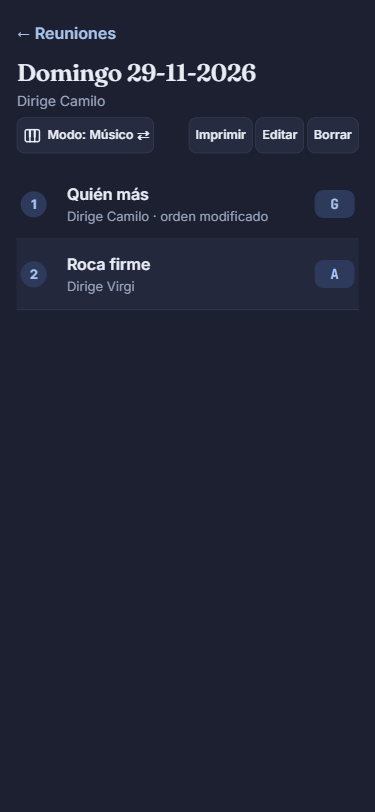 ← Reuniones
Domingo 29-11-2026
Dirige Camilo
Modo: Músico ⇄
Imprimir
Editar
Borrar
1
Quién más
G
Dirige Camilo · orden modificado
2
Roca firme
A
Dirige Virgi